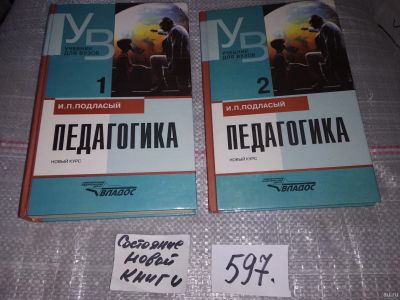 УВ
УЧЕБНИК
ДЛЯ ВУЗОВ
1
И.П.ПОДЛАСЫЙ
ПЕДАГОГИКА
НОВЫЙ КУРС
ВЛАДОС
УВ
УЧЕБНИК
ДЛЯ ВУЗОВ
2
И.П.ПОДЛАСЫЙ
ПЕДАГОГИКА
НОВЫЙ КУРС
ВЛАДОС
Состояние
новой
книги
597.